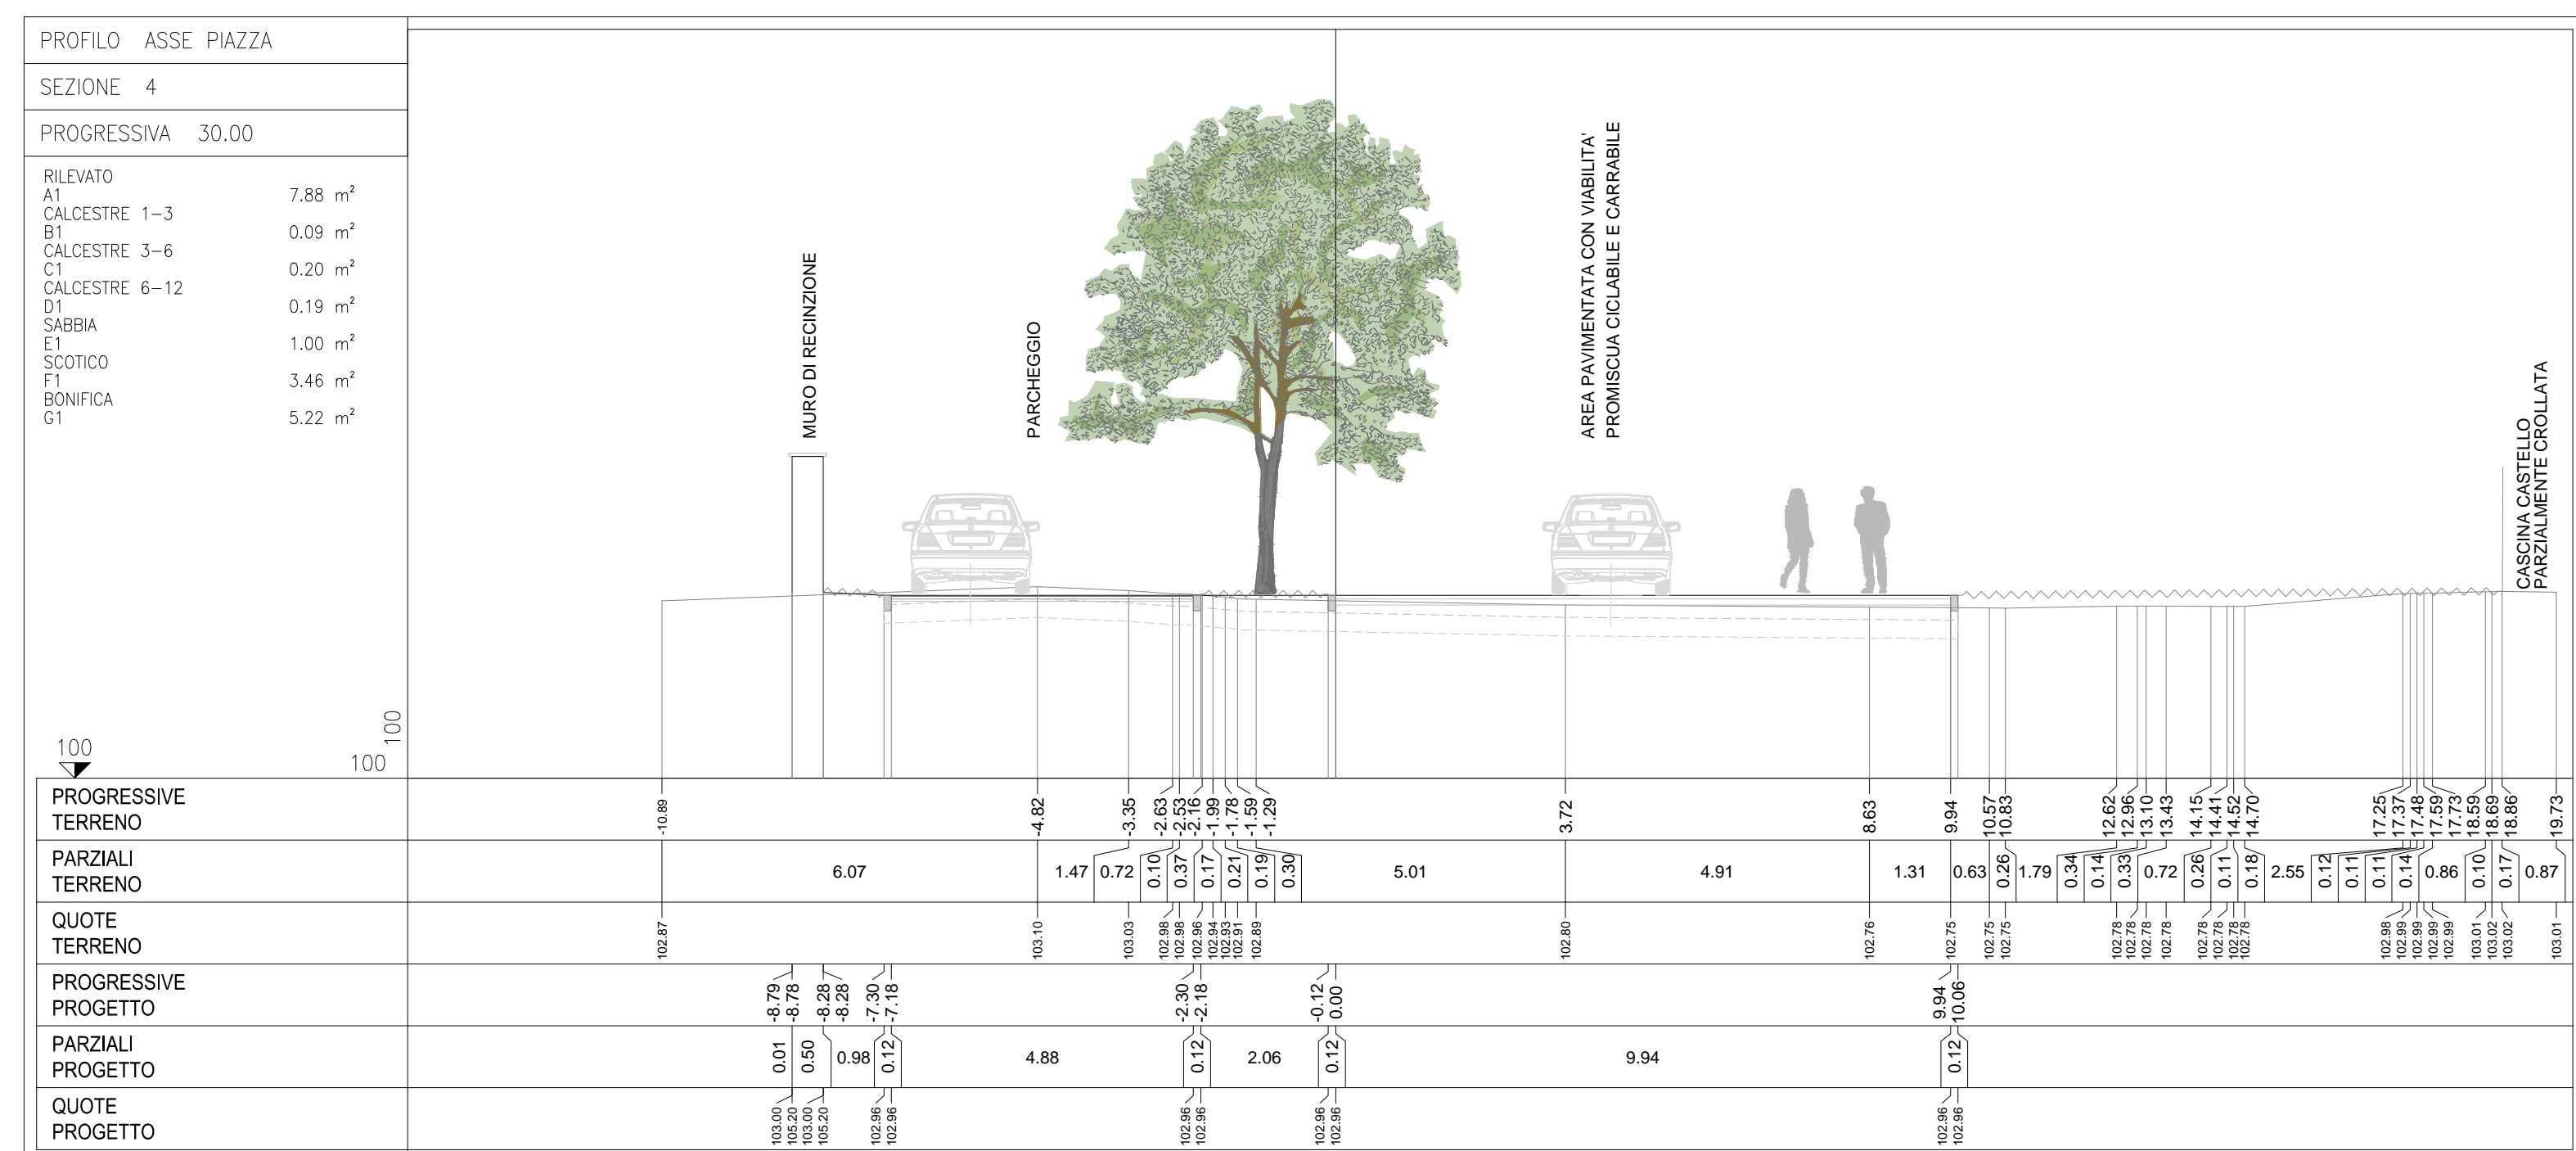 PROFILO ASSE PIAZZA
SEZIONE 4
PROGRESSIVA 30.00
RILEVATO
A1 7.88 m²
CALCESTRE 1-3
B1 0.09 m²
CALCESTRE 3-6
C1 0.20 m²
CALCESTRE 6-12
D1 0.19 m²
SABBIA
E1 1.00 m²
SCOTICO
F1 3.46 m²
BONIFICA
G1 5.22 m²
MURO DI RECINZIONE
PARCHEGGIO
AREA PAVIMENTATA CON VIABILITA'
PROMISCUA CICLABILE E CARRABILE
CASCINA CASTELLO
PARZIALMENTE CROLLATA
100
100
100
PROGRESSIVE
TERRENO
-10.89 -4.82 -3.35 -2.63 -2.53 -2.16 -1.99 -1.78 -1.59 -1.29 3.72 8.63 9.94 10.57 10.83 12.62 12.96 13.10 13.43 14.15 14.41 14.52 14.70 17.25 17.37 17.48 17.59 17.73 18.59 18.69 18.86 19.73
PARZIALI
TERRENO
6.07 1.47 0.72 0.10 0.37 0.17 0.21 0.19 0.30 5.01 4.91 1.31 0.63 0.26 1.79 0.34 0.14 0.33 0.72 0.26 0.11 0.18 2.55 0.12 0.11 0.11 0.14 0.86 0.10 0.17 0.87
QUOTE
TERRENO
102.87 103.10 103.03 102.98 102.98 102.96 102.94 102.93 102.91 102.89 102.80 102.76 102.75 102.75 102.75 102.78 102.78 102.78 102.78 102.78 102.78 102.78 102.78 102.98 102.99 102.99 102.99 102.99 103.01 103.02 103.02 103.01
PROGRESSIVE
PROGETTO
-8.79 -8.78 -8.28 -8.28 -7.30 -7.18 -2.30 -2.18 -0.12 0.00 9.94 10.06
PARZIALI
PROGETTO
0.01 0.50 0.98 0.12 4.88 0.12 2.06 0.12 9.94 0.12
QUOTE
PROGETTO
103.00 105.20 103.00 105.20 102.96 102.96 102.96 102.96 102.96 102.96 102.96 102.96